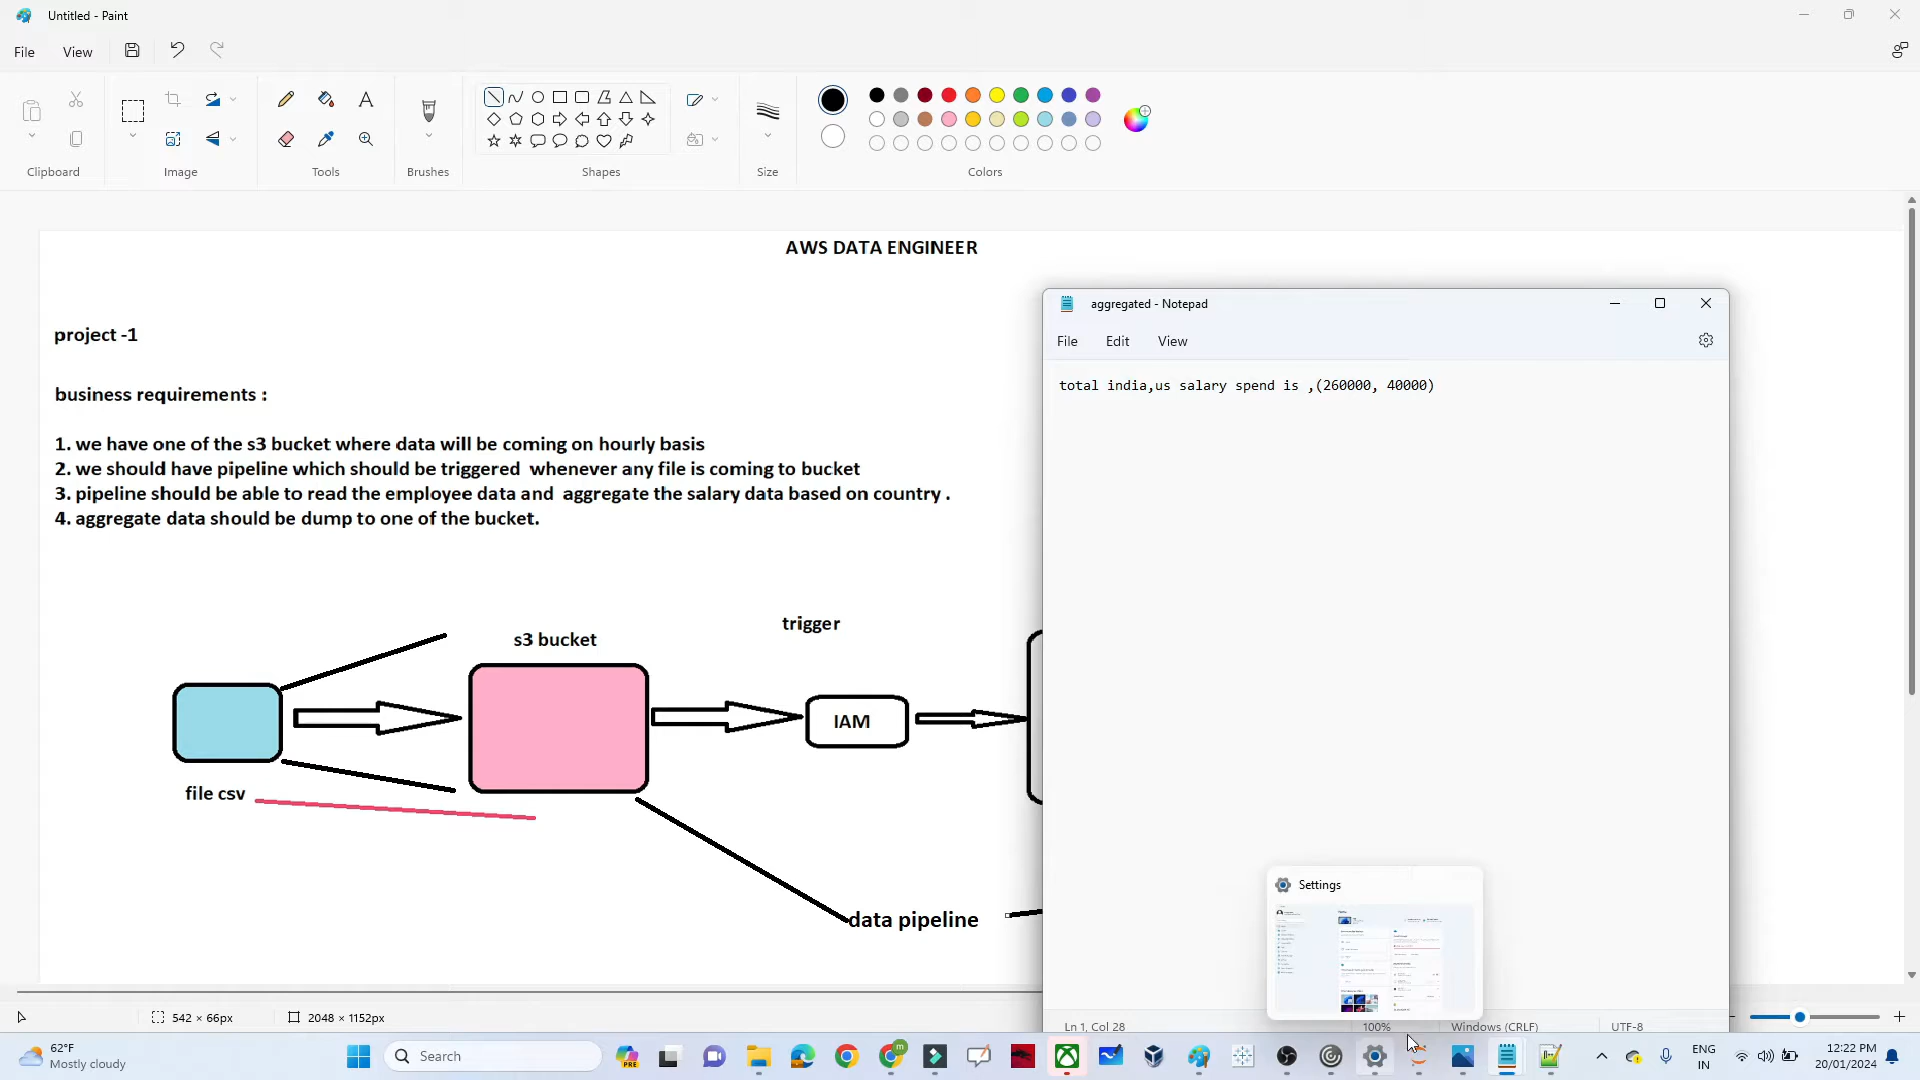 Untitled - Paint
File
View
Clipboard
Image
Tools
Brushes
Shapes
Size
Colors
AWS DATA ENGINEER
project -1
business requirements :
1. we have one of the s3 bucket where data will be coming on hourly basis
2. we should have pipeline which should be triggered whenever any file is coming to bucket
3. pipeline should be able to read the employee data and aggregate the salary data based on country .
4. aggregate data should be dump to one of the bucket.
trigger
s3 bucket
IAM
file csv
data pipeline
aggregated - Notepad
File
Edit
View
total india,us salary spend is ,(260000, 40000)
Settings
Ln 1, Col 28
100%
Windows (CRLF)
UTF-8
542 × 66px
2048 × 1152px
62°F
Mostly cloudy
Search
PRE
m
ENG
IN
12:22 PM
20/01/2024